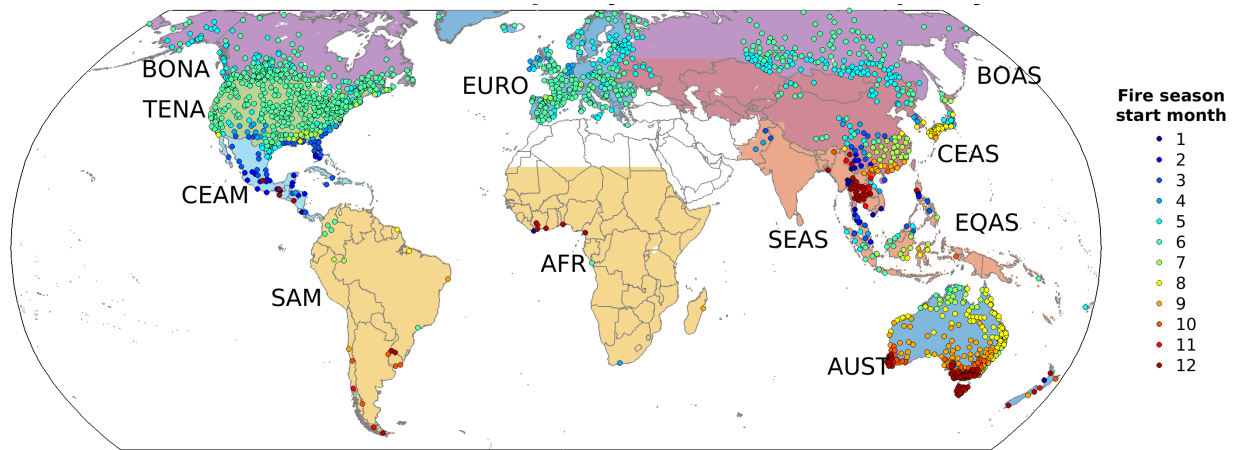 BONA
TENA
CEAM
SAM
EURO
AFR
BOAS
CEAS
SEAS
EQAS
AUST
Fire season
start month
1
2
3
4
5
6
7
8
9
10
11
12